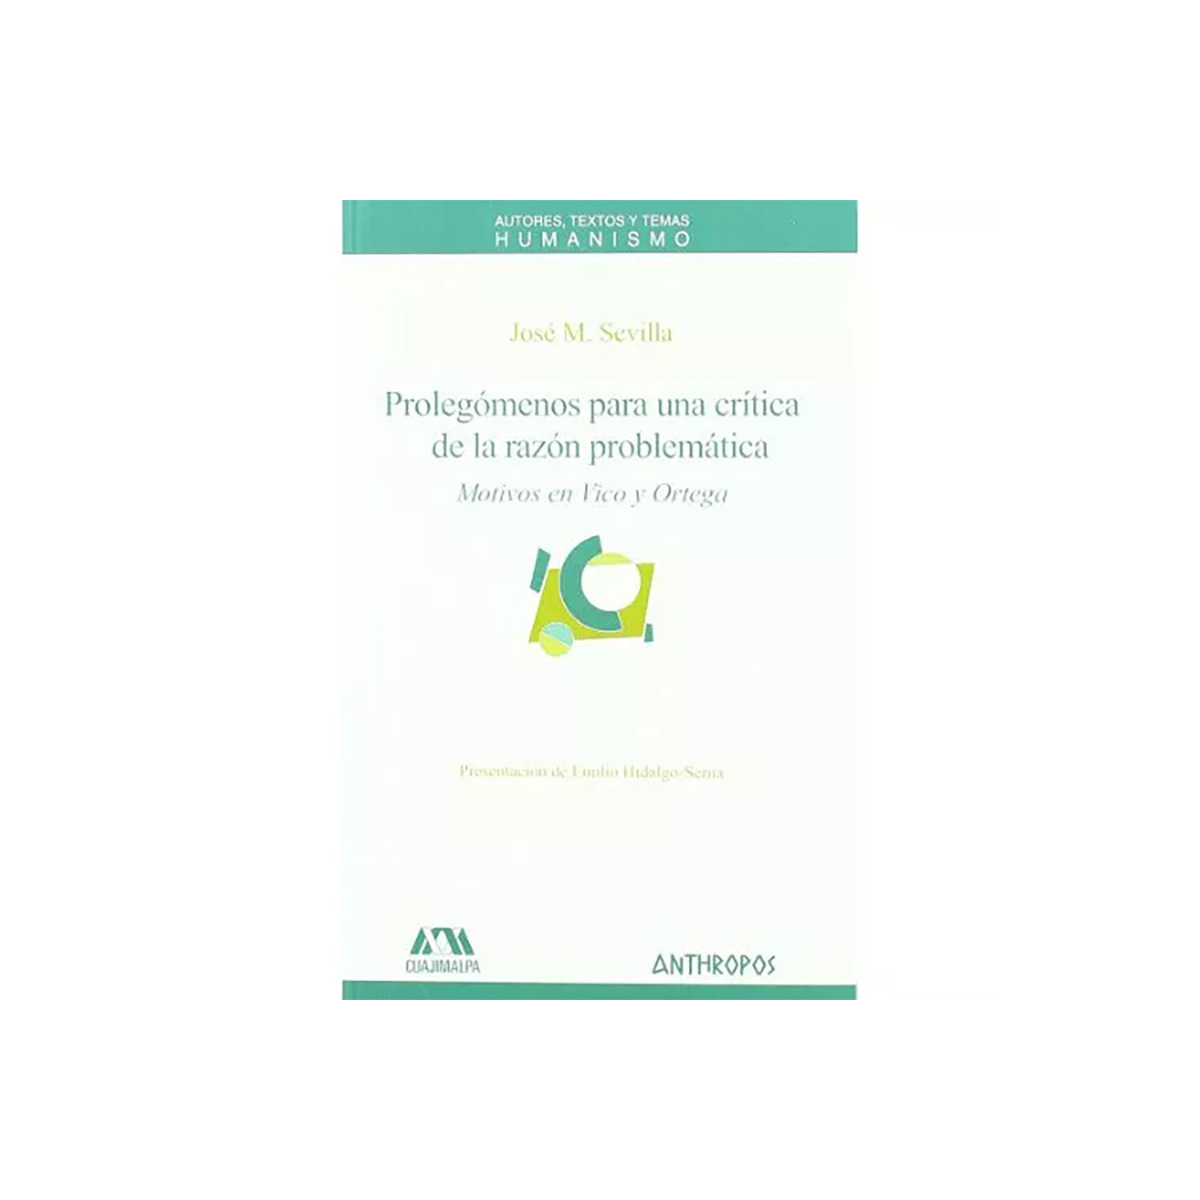 AUTORES, TEXTOS Y TEMAS
HUMANISMO
José M. Sevilla
Prolegómenos para una crítica
de la razón problemática
Motivos en Vico y Ortega
Presentación de Emilio Hidalgo-Serna
CUAJIMALPA
ANTHROPOS